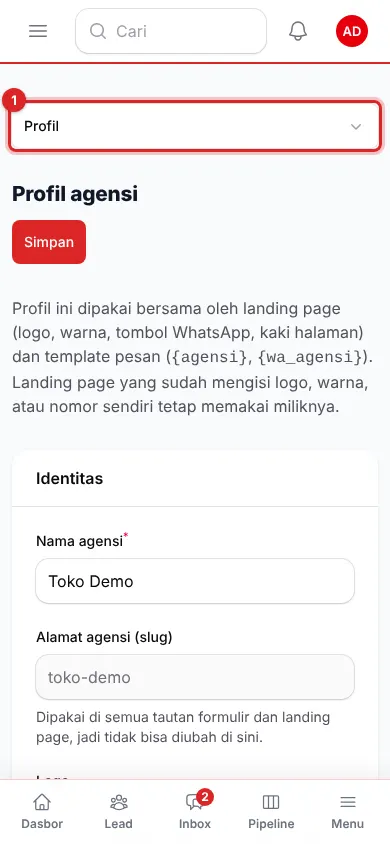 Cari
AD
1
Profil
Profil agensi
Simpan
Profil ini dipakai bersama oleh landing page
(logo, warna, tombol WhatsApp, kaki halaman)
dan template pesan ({agensi}, {wa_agensi}).
Landing page yang sudah mengisi logo, warna,
atau nomor sendiri tetap memakai miliknya.
Identitas
Nama agensi*
Toko Demo
Alamat agensi (slug)
toko-demo
Dipakai di semua tautan formulir dan landing
page, jadi tidak bisa diubah di sini.
2
Dasbor Lead Inbox Pipeline Menu